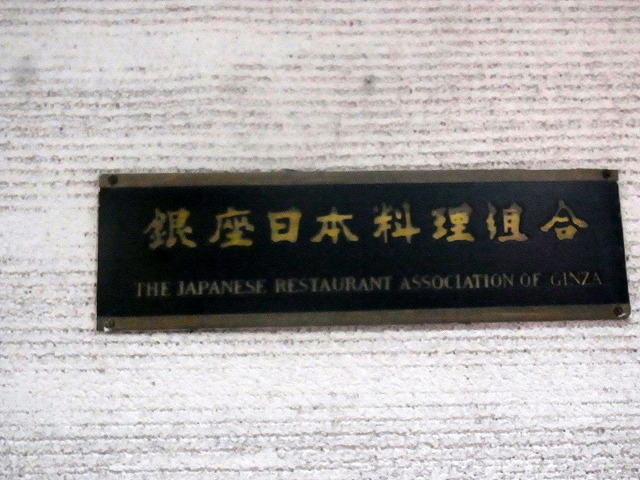 銀座日本料理組合
THE JAPANESE RESTAURANT ASSOCIATION OF GINZA